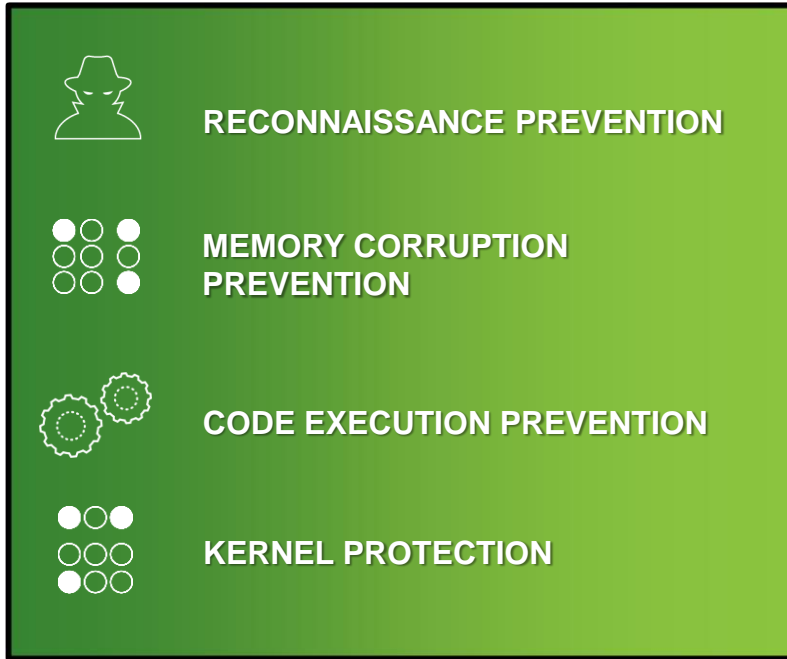 RECONNAISSANCE PREVENTION
MEMORY CORRUPTION
PREVENTION
CODE EXECUTION PREVENTION
KERNEL PROTECTION